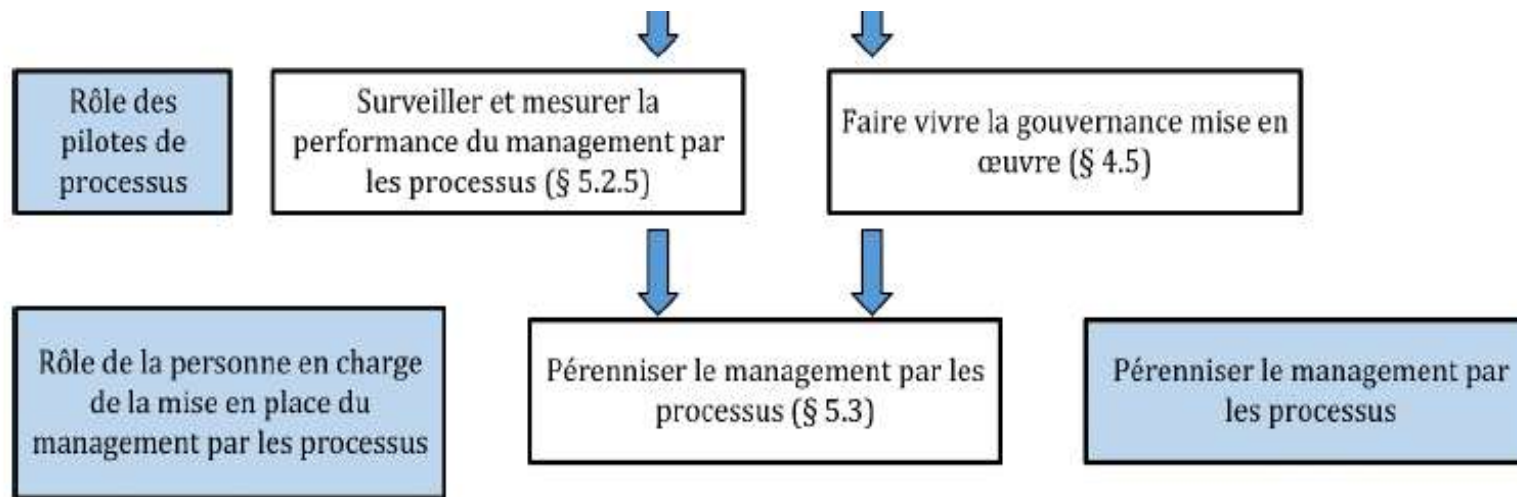 Rôle des
pilotes de
processus
Surveiller et mesurer la
performance du management par
les processus (§ 5.2.5)
Faire vivre la gouvernance mise en
œuvre (§ 4.5)
Rôle de la personne en charge
de la mise en place du
management par les processus
Pérenniser le management par les
processus (§ 5.3)
Pérenniser le management par
les processus